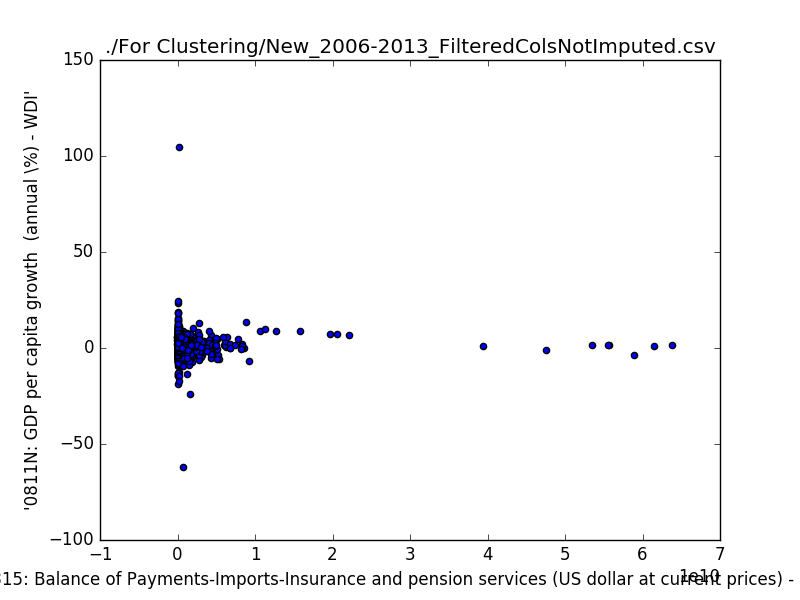 ./For Clustering/New_2006-2013_FilteredColsNotImputed.csv
150
100
50
0
−50
−100
'0811N: GDP per capita growth  (annual \%) - WDI'
−1 0 1 2 3 4 5 6 7
1e10
315: Balance of Payments-Imports-Insurance and pension services (US dollar at current prices) -